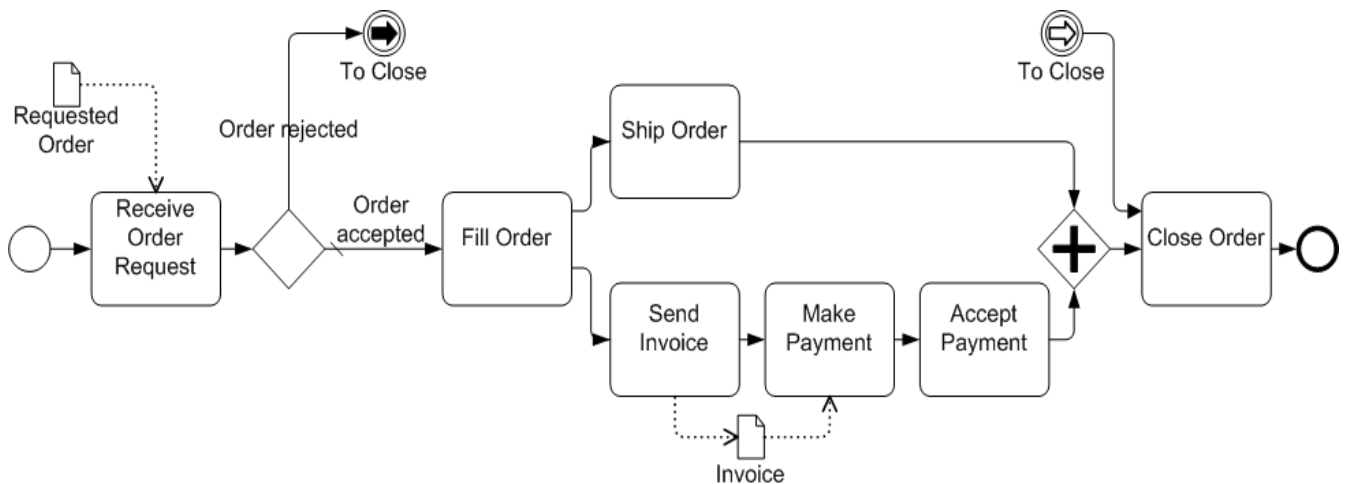 To Close
To Close
Requested
Order
Order rejected
Ship Order
Receive
Order
Request
Order
accepted
Fill Order
Close Order
Send
Invoice
Make
Payment
Accept
Payment
Invoice